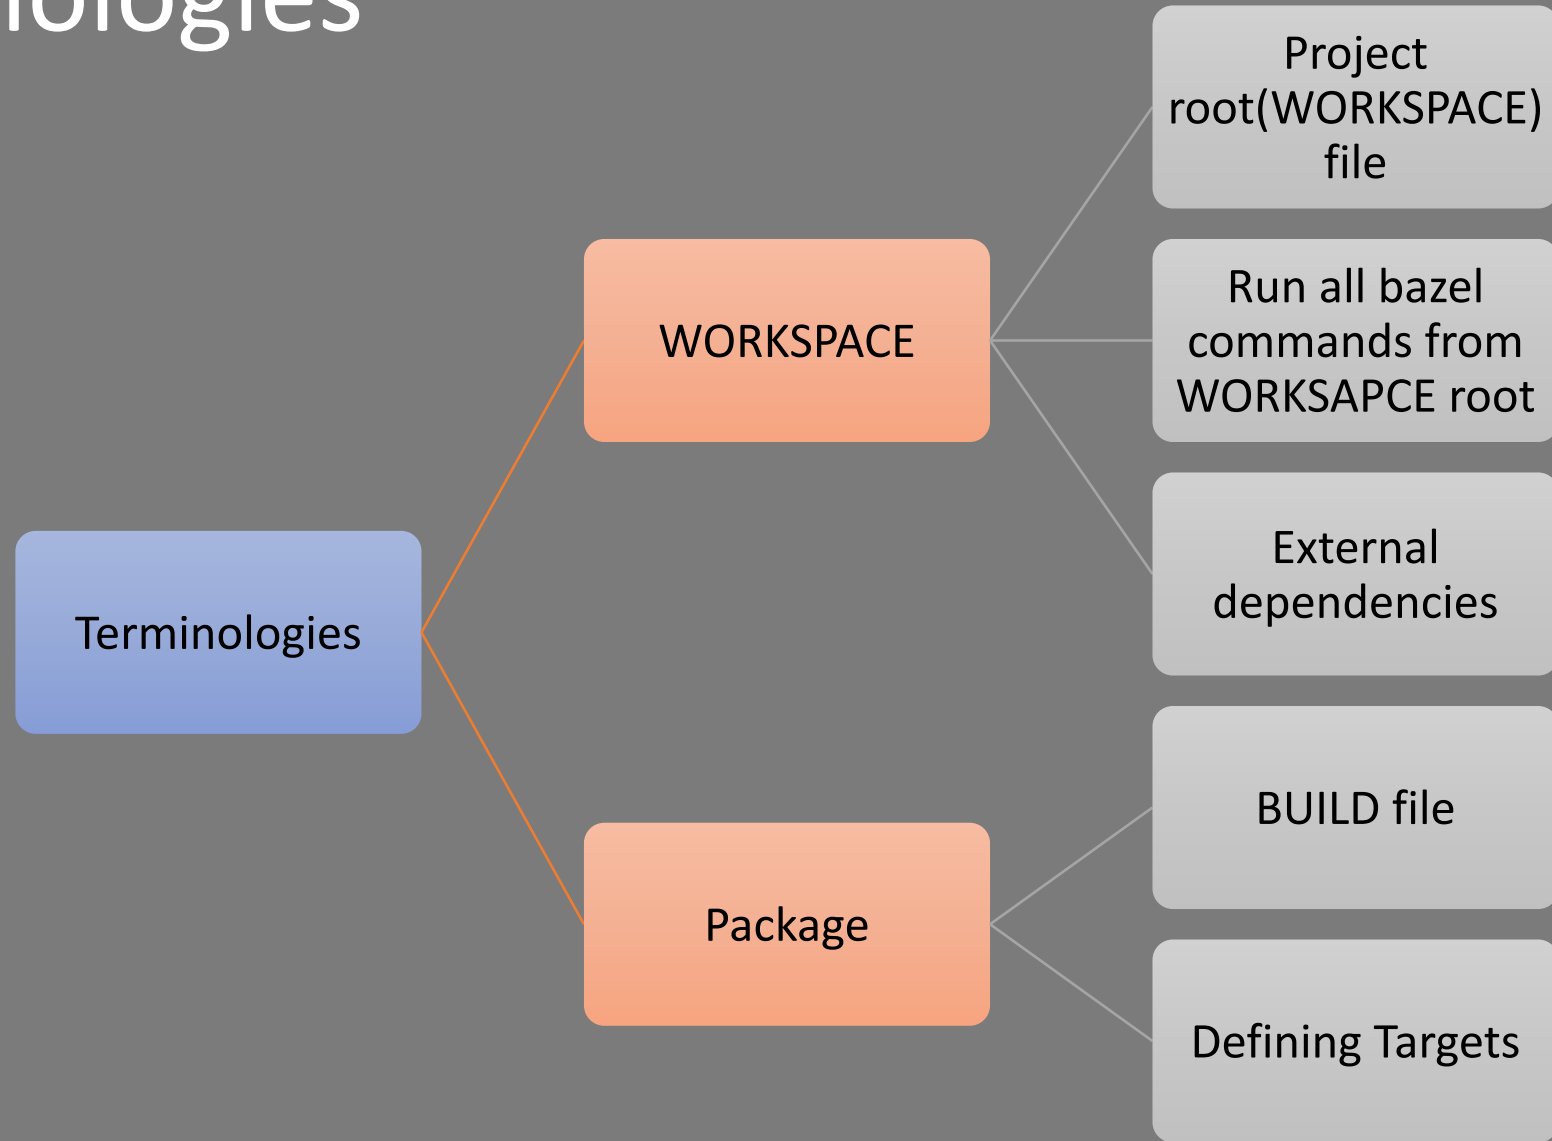 ologies
Project
root(WORKSPACE)
file
WORKSPACE
Run all bazel
commands from
WORKSAPCE root
External
dependencies
Terminologies
BUILD file
Package
Defining Targets